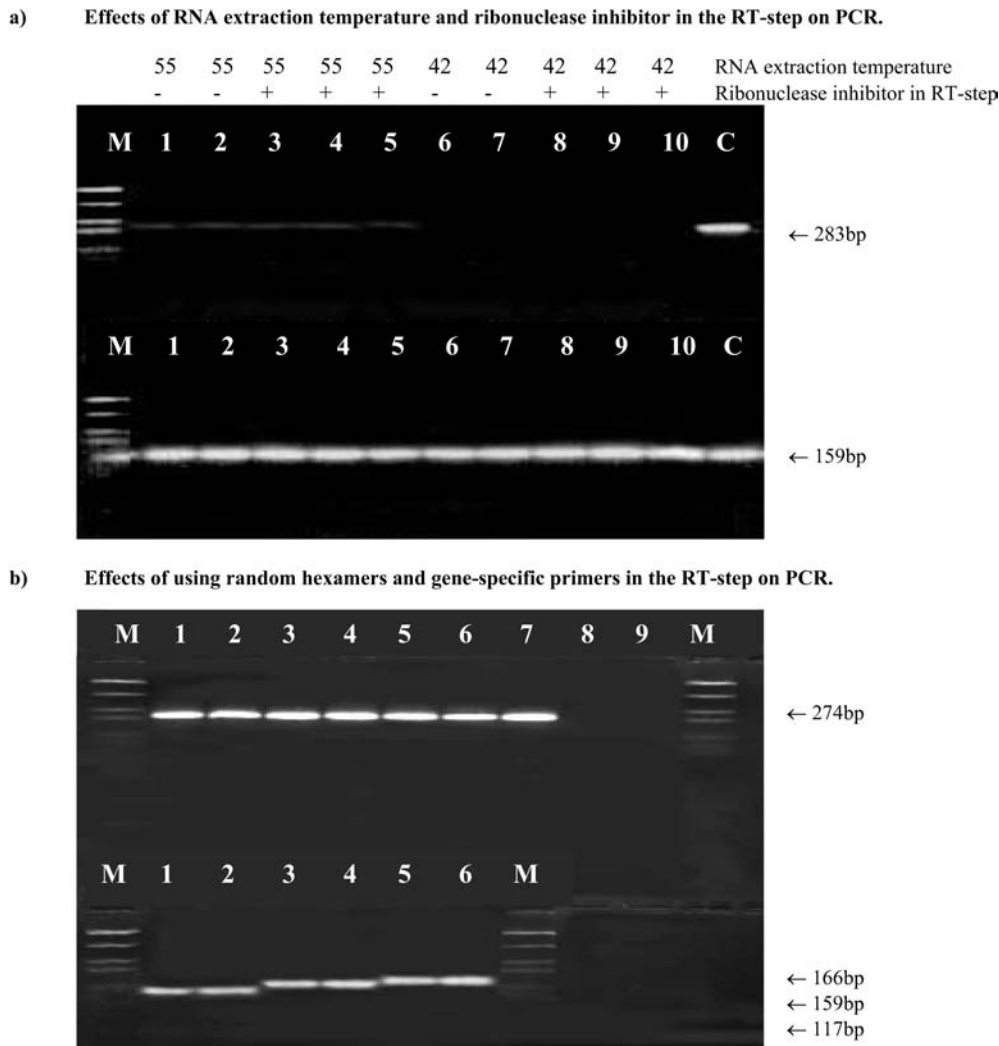 a) Effects of RNA extraction temperature and ribonuclease inhibitor in the RT-step on PCR.
55 55 55 55 55 42 42 42 42 42 RNA extraction temperature
- - + + + - - + + + Ribonuclease inhibitor in RT-step
M 1 2 3 4 5 6 7 8 9 10 C
← 283bp
M 1 2 3 4 5 6 7 8 9 10 C
← 159bp
b) Effects of using random hexamers and gene-specific primers in the RT-step on PCR.
M 1 2 3 4 5 6 7 8 9 M
← 274bp
M 1 2 3 4 5 6 M
← 166bp
← 159bp
← 117bp